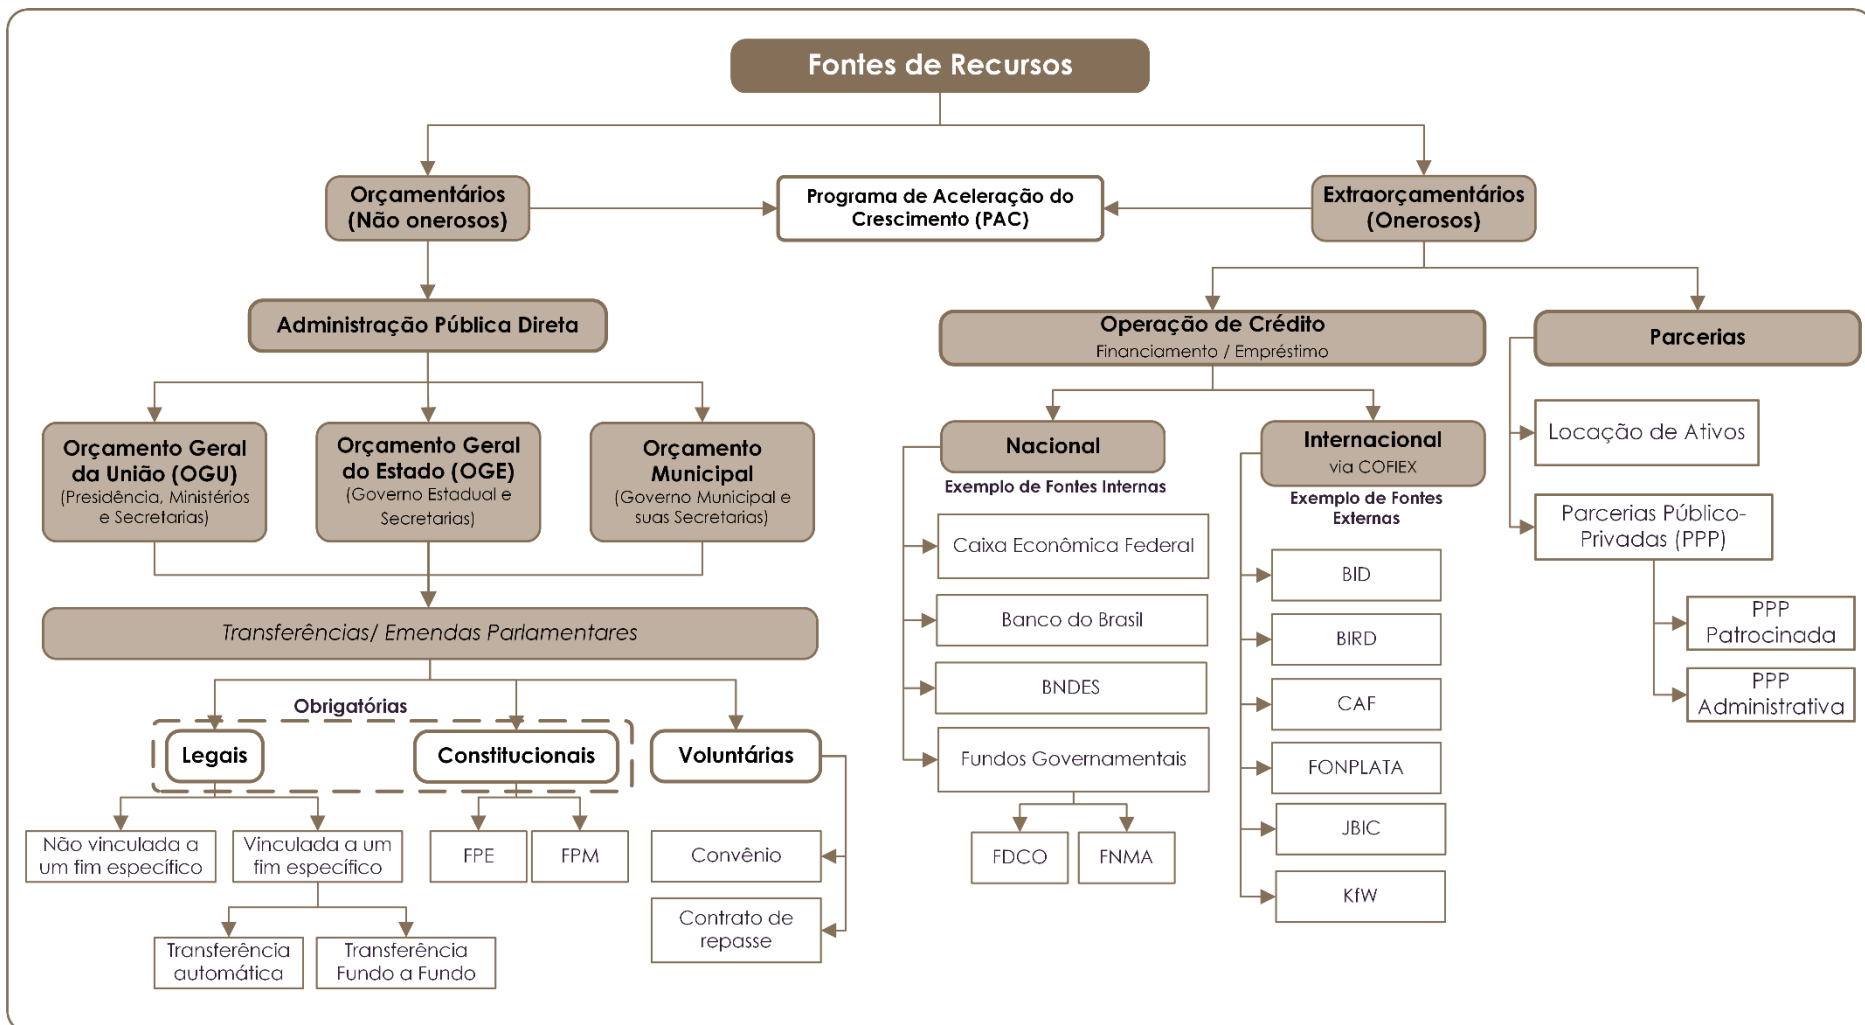 Fontes de Recursos
Orçamentários
(Não onerosos)
Programa de Aceleração do
Crescimento (PAC)
Extraorçamentários
(Onerosos)
Administração Pública Direta
Operação de Crédito
Financiamento / Empréstimo
Parcerias
Orçamento Geral
da União (OGU)
(Presidência, Ministérios
e Secretarias)
Orçamento Geral
do Estado (OGE)
(Governo Estadual e
Secretarias)
Orçamento
Municipal
(Governo Municipal e
suas Secretarias)
Transferências/ Emendas Parlamentares
Obrigatórias
Legais
Constitucionais
Voluntárias
Não vinculada a
um fim específico
Vinculada a um
fim específico
FPE
FPM
Convênio
Contrato de
repasse
Transferência
automática
Transferência
Fundo a Fundo
Nacional
Exemplo de Fontes Internas
Caixa Econômica Federal
Banco do Brasil
BNDES
Fundos Governamentais
FDCO
FNMA
Internacional
via COFIEX
Exemplo de Fontes
Externas
BID
BIRD
CAF
FONPLATA
JBIC
KfW
Locação de Ativos
Parcerias Público-
Privadas (PPP)
PPP
Patrocinada
PPP
Administrativa